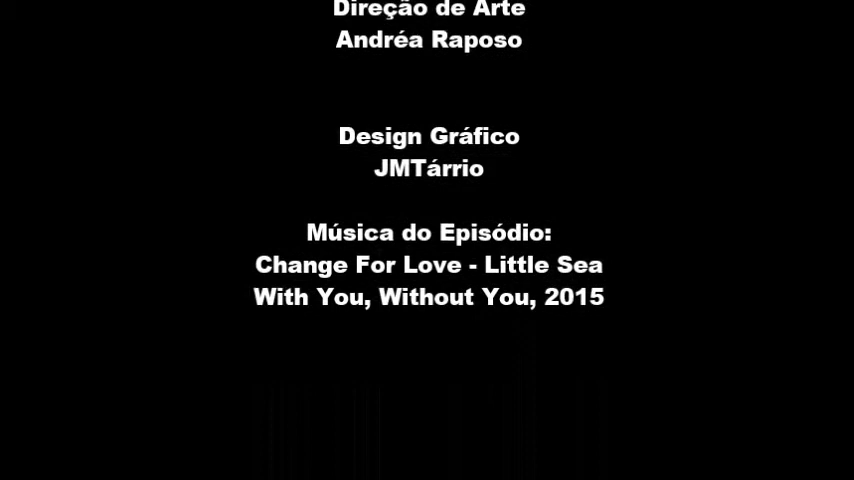 Direção de Arte
Andréa Raposo
Design Gráfico
JMTárrio
Música do Episódio:
Change For Love - Little Sea
With You, Without You, 2015